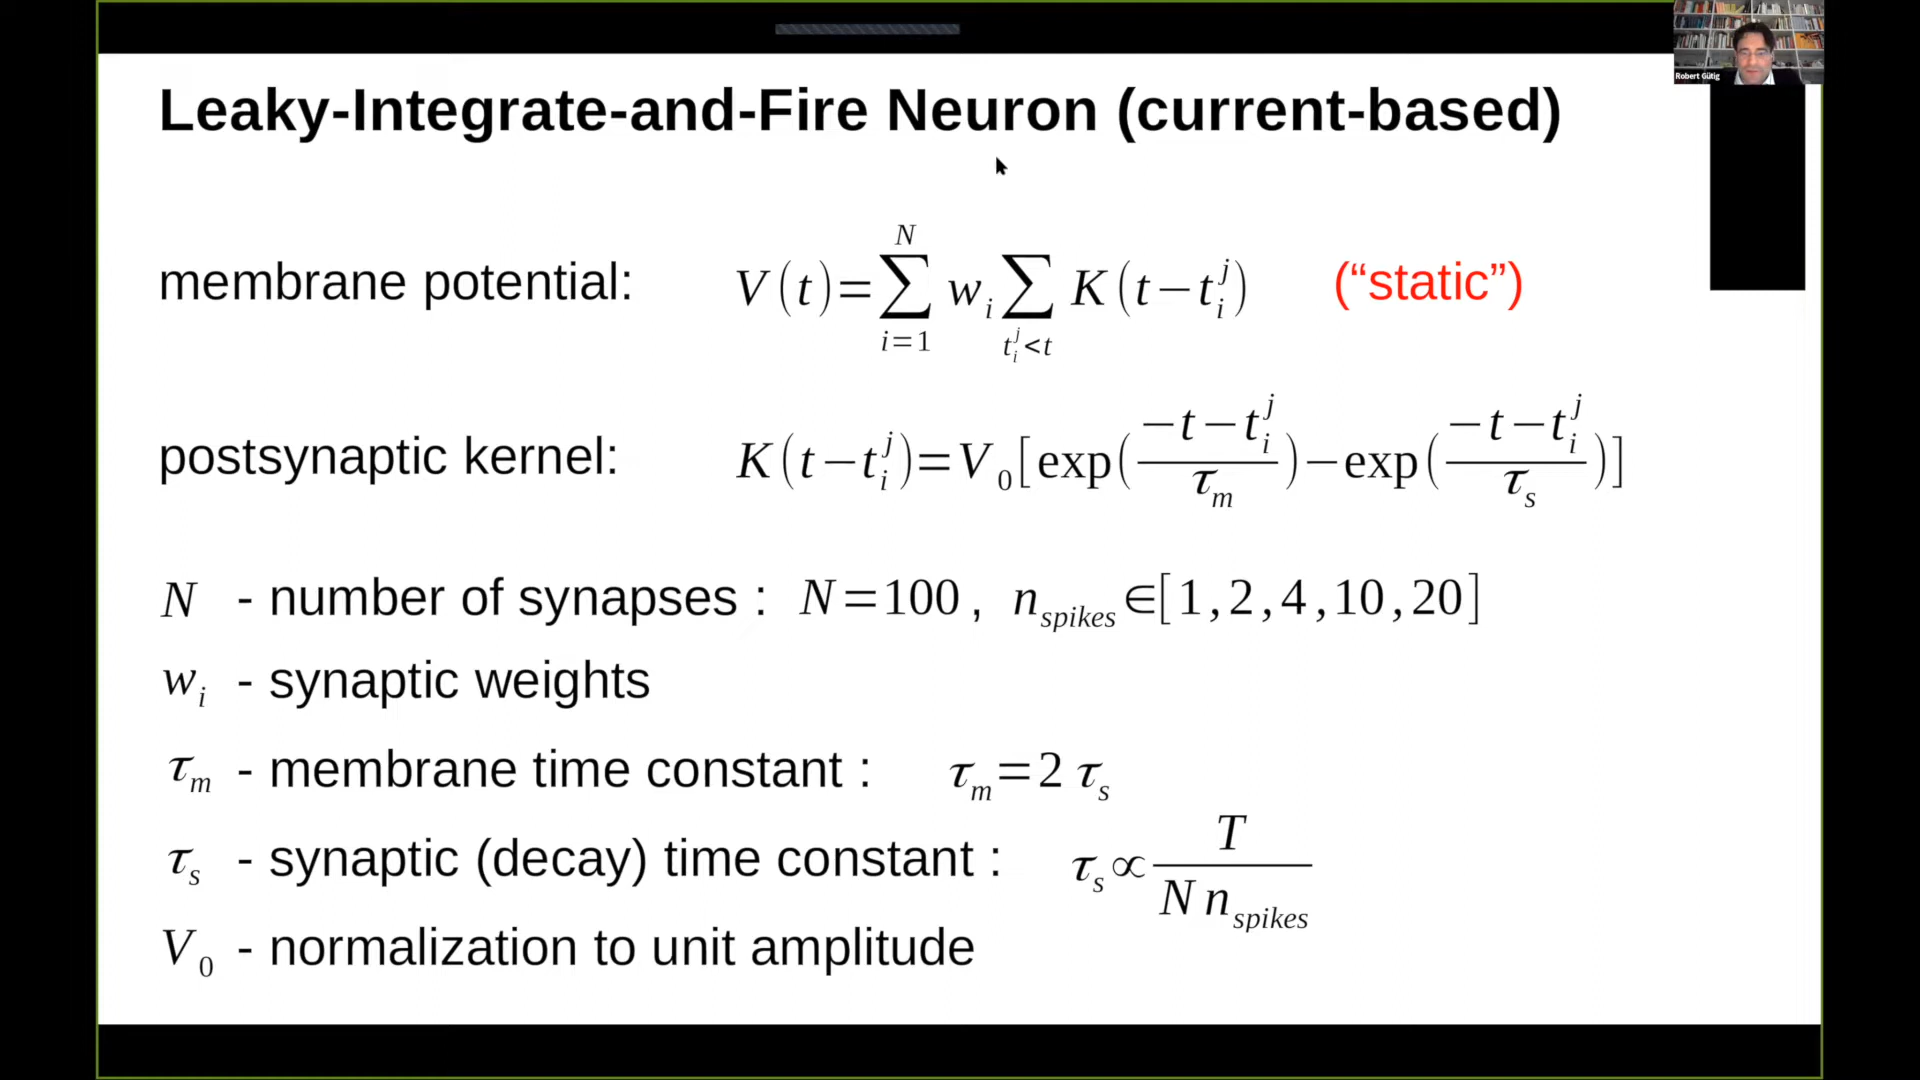 Robert Gütig
Leaky-Integrate-and-Fire Neuron (current-based)
membrane potential: V(t)=∑_{i=1}^{N} w_i ∑_{t_i^j<t} K(t−t_i^j) (“static”)
postsynaptic kernel: K(t−t_i^j)=V_0[exp((−t−t_i^j)/τ_m)−exp((−t−t_i^j)/τ_s)]
N - number of synapses : N=100, n_spikes ∈[1,2,4,10,20]
w_i - synaptic weights
τ_m - membrane time constant : τ_m=2 τ_s
τ_s - synaptic (decay) time constant : τ_s ∝ T/(N n_spikes)
V_0 - normalization to unit amplitude